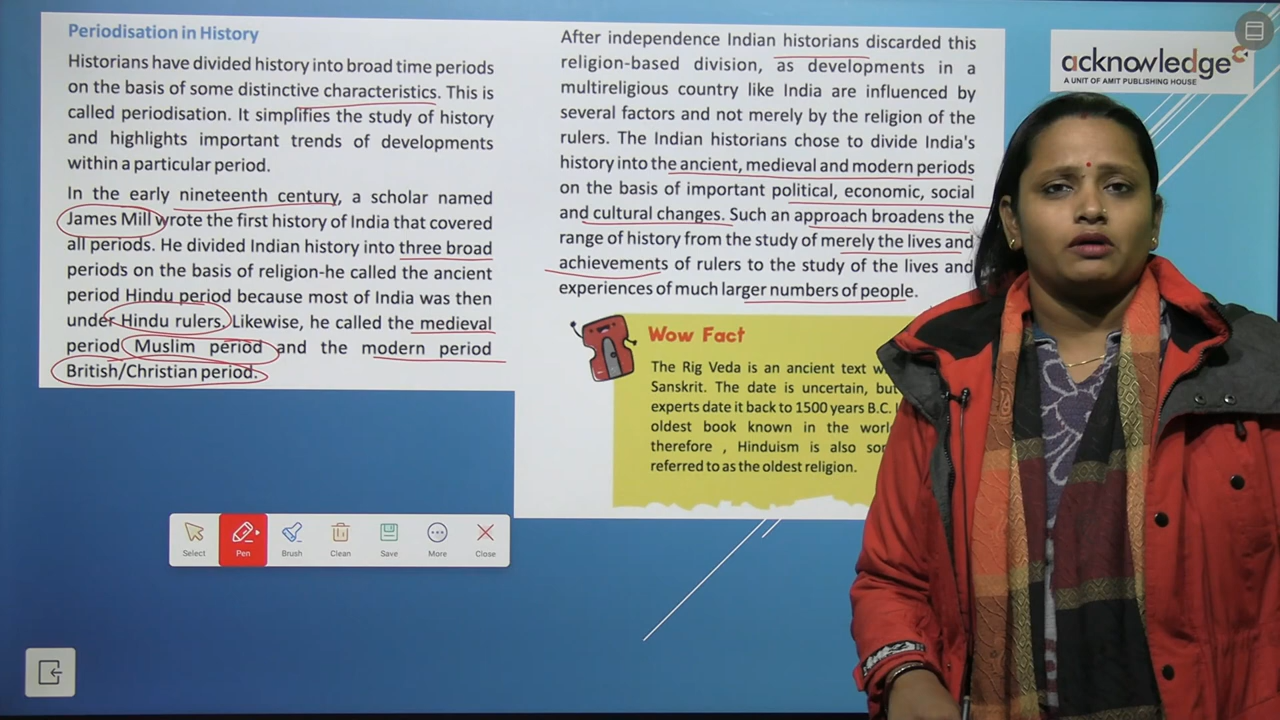 Periodisation in History
Historians have divided history into broad time periods
on the basis of some distinctive characteristics. This is
called periodisation. It simplifies the study of history
and highlights important trends of developments
within a particular period.
In the early nineteenth century, a scholar named
James Mill wrote the first history of India that covered
all periods. He divided Indian history into three broad
periods on the basis of religion-he called the ancient
period Hindu period because most of India was then
under Hindu rulers. Likewise, he called the medieval
period Muslim period and the modern period
British/Christian period.
After independence Indian historians discarded this
religion-based division, as developments in a
multireligious country like India are influenced by
several factors and not merely by the religion of the
rulers. The Indian historians chose to divide India's
history into the ancient, medieval and modern periods
on the basis of important political, economic, social
and cultural changes. Such an approach broadens the
range of history from the study of merely the lives and
achievements of rulers to the study of the lives and
experiences of much larger numbers of people.
Wow Fact
The Rig Veda is an ancient text
Sanskrit. The date is uncertain, but
experts date it back to 1500 years B.C.
oldest book known in the
therefore , Hinduism is also
referred to as the oldest religion.
acknowledge
A UNIT OF AMIT PUBLISHING HOUSE
Select Pen Brush Clean Save More Close